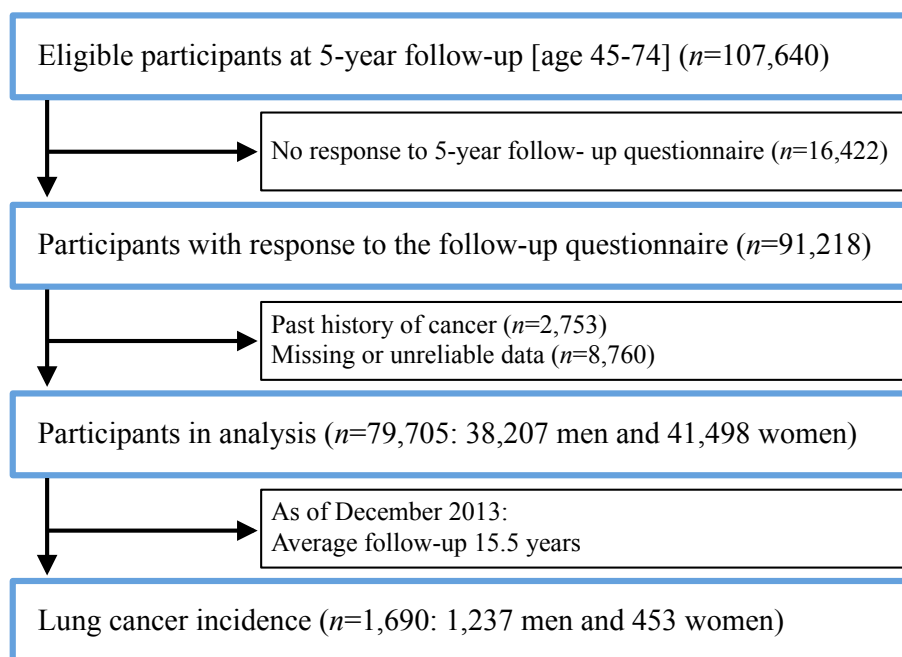 Eligible participants at 5-year follow-up [age 45-74] (n=107,640)
No response to 5-year follow- up questionnaire (n=16,422)
Participants with response to the follow-up questionnaire (n=91,218)
Past history of cancer (n=2,753)
Missing or unreliable data (n=8,760)
Participants in analysis (n=79,705: 38,207 men and 41,498 women)
As of December 2013:
Average follow-up 15.5 years
Lung cancer incidence (n=1,690: 1,237 men and 453 women)